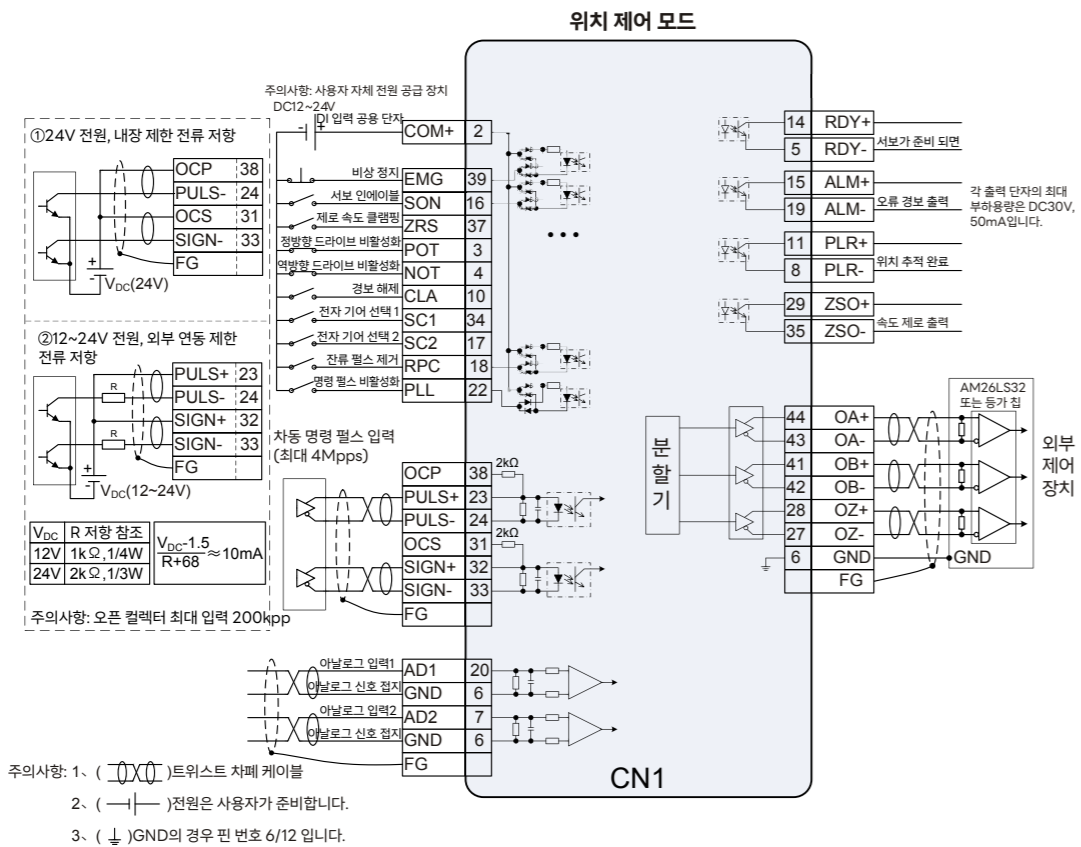 위치 제어 모드
주의사항: 사용자 자체 전원 공급 장치
DC12~24V
DI 입력 공용 단자
COM+ 2
비상 정지 EMG 39
서보 인에이블 SON 16
제로 속도 클램핑 ZRS 37
정방향 드라이브 비활성화 POT 3
역방향 드라이브 비활성화 NOT 4
경보 해제 CLA 10
전자 기어 선택 1 SC1 34
전자 기어 선택 2 SC2 17
잔류 펄스 제거 RPC 18
명령 펄스 비활성화 PLL 22
①24V 전원, 내장 제한 전류 저항
OCP 38
PULS- 24
OCS 31
SIGN- 33
FG
+
VDC(24V)
②12~24V 전원, 외부 연동 제한
전류 저항
PULS+ 23
R PULS- 24
SIGN+ 32
R SIGN- 33
FG
+
VDC(12~24V)
VDC R 저항 참조
12V 1kΩ,1/4W
24V 2kΩ,1/3W
VDC-1.5
R+68
≈10mA
주의사항: 오픈 컬렉터 최대 입력 200kpp
차동 명령 펄스 입력
(최대 4Mpps)
OCP 38 2kΩ
PULS+ 23
PULS- 24
OCS 31 2kΩ
SIGN+ 32
SIGN- 33
FG
아날로그 입력1 AD1 20
아날로그 신호 접지 GND 6
아날로그 입력2 AD2 7
아날로그 신호 접지 GND 6
FG
CN1
14 RDY+
5 RDY- 서보가 준비 되면
15 ALM+
19 ALM- 오류 경보 출력
11 PLR+
8 PLR- 위치 추적 완료
29 ZSO+
35 ZSO- 속도 제로 출력
각 출력 단자의 최대
부하용량은 DC30V,
50mA입니다.
분할기
44 OA+
43 OA-
41 OB+
42 OB-
28 OZ+
27 OZ-
6 GND GND
FG
AM26LS32
또는 등가 칩
외부
제어
장치
주의사항: 1、( )트위스트 차폐 케이블
2、( )전원은 사용자가 준비합니다.
3、( )GND의 경우 핀 번호 6/12 입니다.